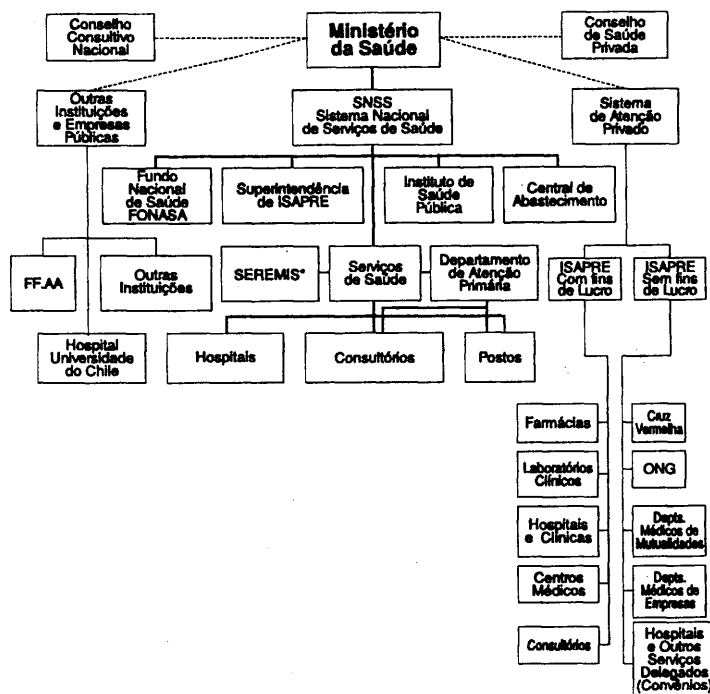 Conselho
Consultivo
Nacional
Ministério
da Saúde
Conselho
de Saúde
Privada
Outras
Instituições
e Empresas
Públicas
SNSS
Sistema Nacional
de Serviços de Saúde
Sistema
de Atenção
Privado
Fundo
Nacional
de Saúde
FONASA
Superintendência
de ISAPRE
Instituto de
Saúde
Pública
Central de
Abastecimento
FF.AA
Outras
Instituições
SEREMIS*
Serviços
de Saúde
Departamento
de Atenção
Primária
ISAPRE
Com fins
de Lucro
ISAPRE
Sem fins
de Lucro
Hospital
Universidade
do Chile
Hospitais
Consultórios
Postos
Farmácias
Cruz
Vermelha
Laboratórios
Clínicos
ONG
Hospitais
e Clínicas
Depts.
Médicos de
Mutualidades
Centros
Médicos
Depts.
Médicos de
Empresas
Consultórios
Hospitais
e Outros
Serviços
Delegados
(Convênios)